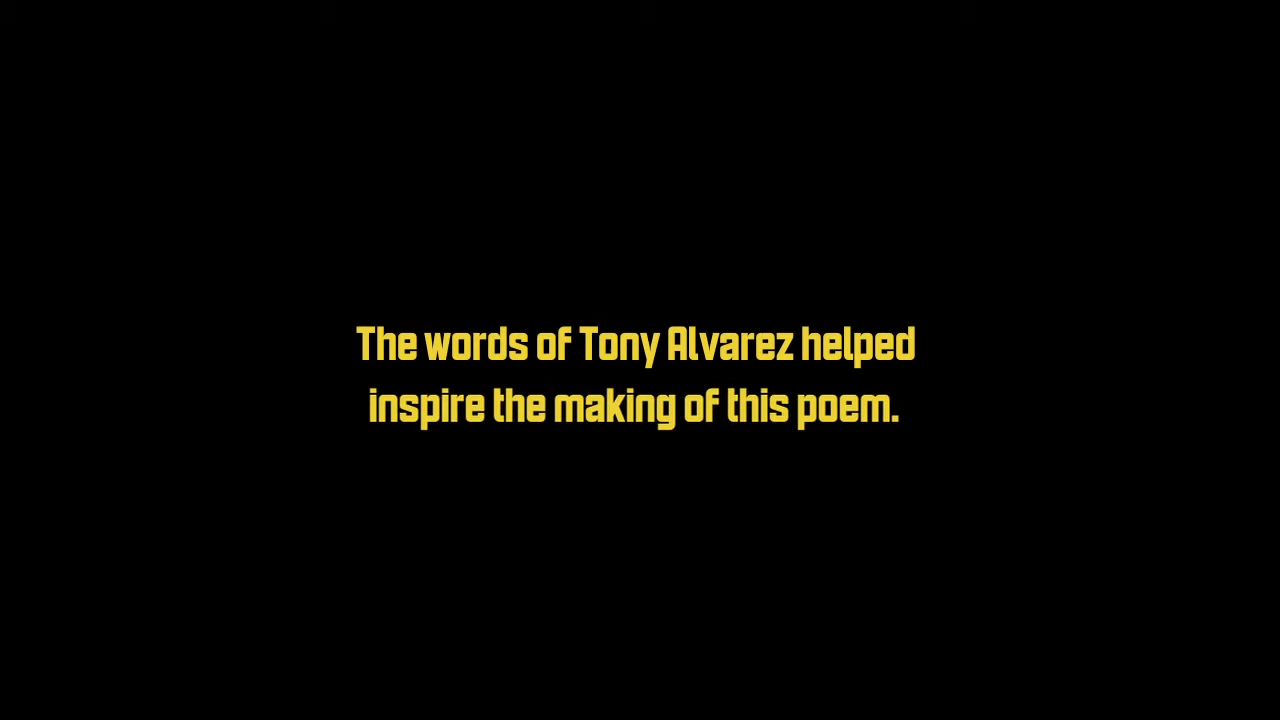 The words of Tony Alvarez helped
inspire the making of this poem.